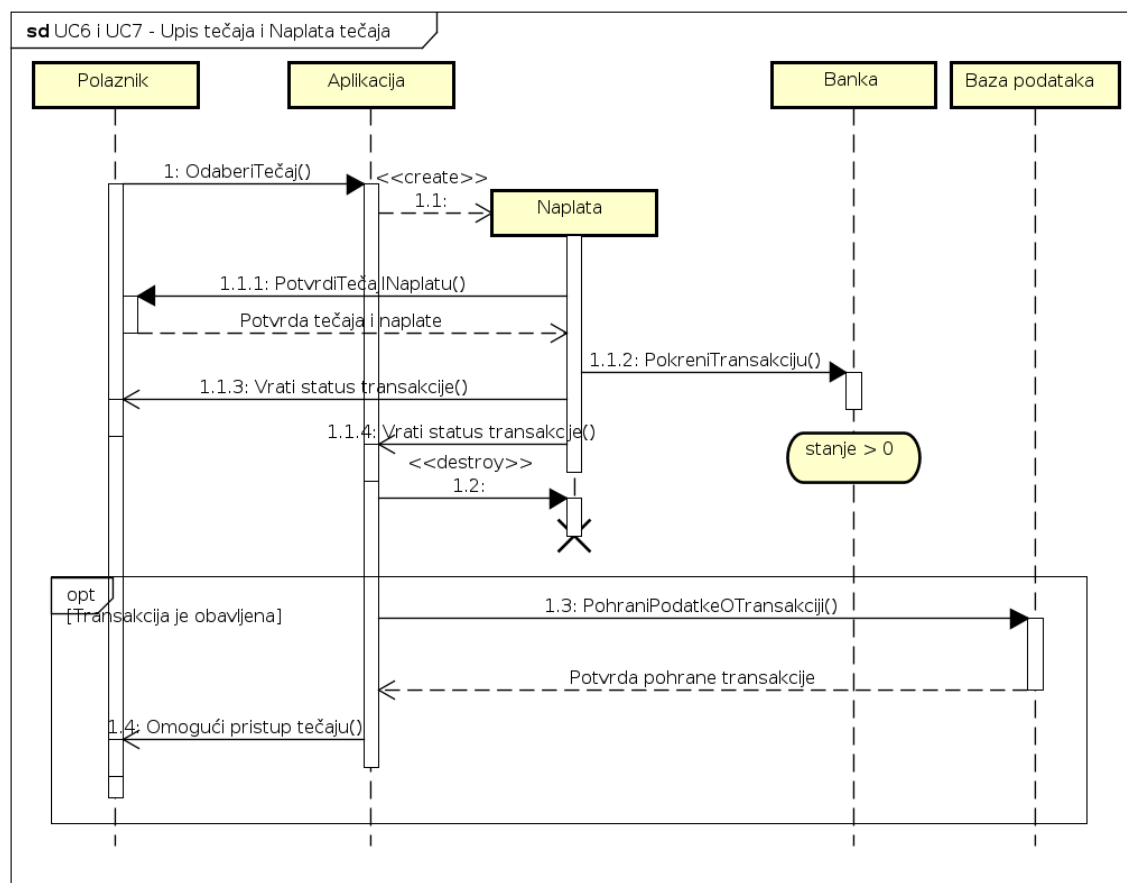 sd UC6 i UC7 - Upis tečaja i Naplata tečaja
Polaznik
Aplikacija
Banka
Baza podataka
1: OdaberiTečaj()
<<create>>
1.1:
Naplata
1.1.1: PotvrdiTečajINaplatu()
Potvrda tečaja i naplate
1.1.2: PokreniTransakciju()
1.1.3: Vrati status transakcije()
1.1.4: Vrati status transakcije()
stanje > 0
<<destroy>>
1.2:
opt
[Transakcija je obavljena]
1.3: PohraniPodatkeOTransakciji()
Potvrda pohrane transakcije
1.4: Omogući pristup tečaju()